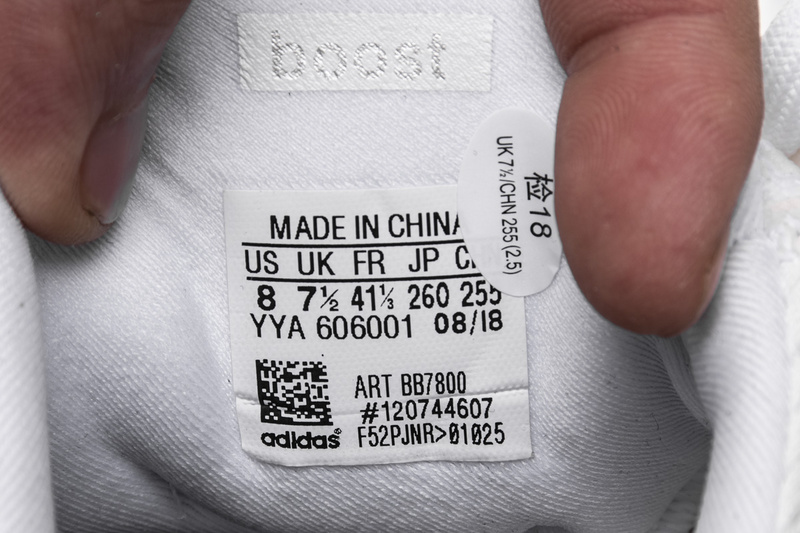 boost
MADE IN CHINA
US UK FR JP
8 7½ 41⅓ 260 255
YYA 606001 08/18
ART BB7800
#120744607
adidas® F52PJNR>01025
检18
UK 7½/CHN 255 (2.5)